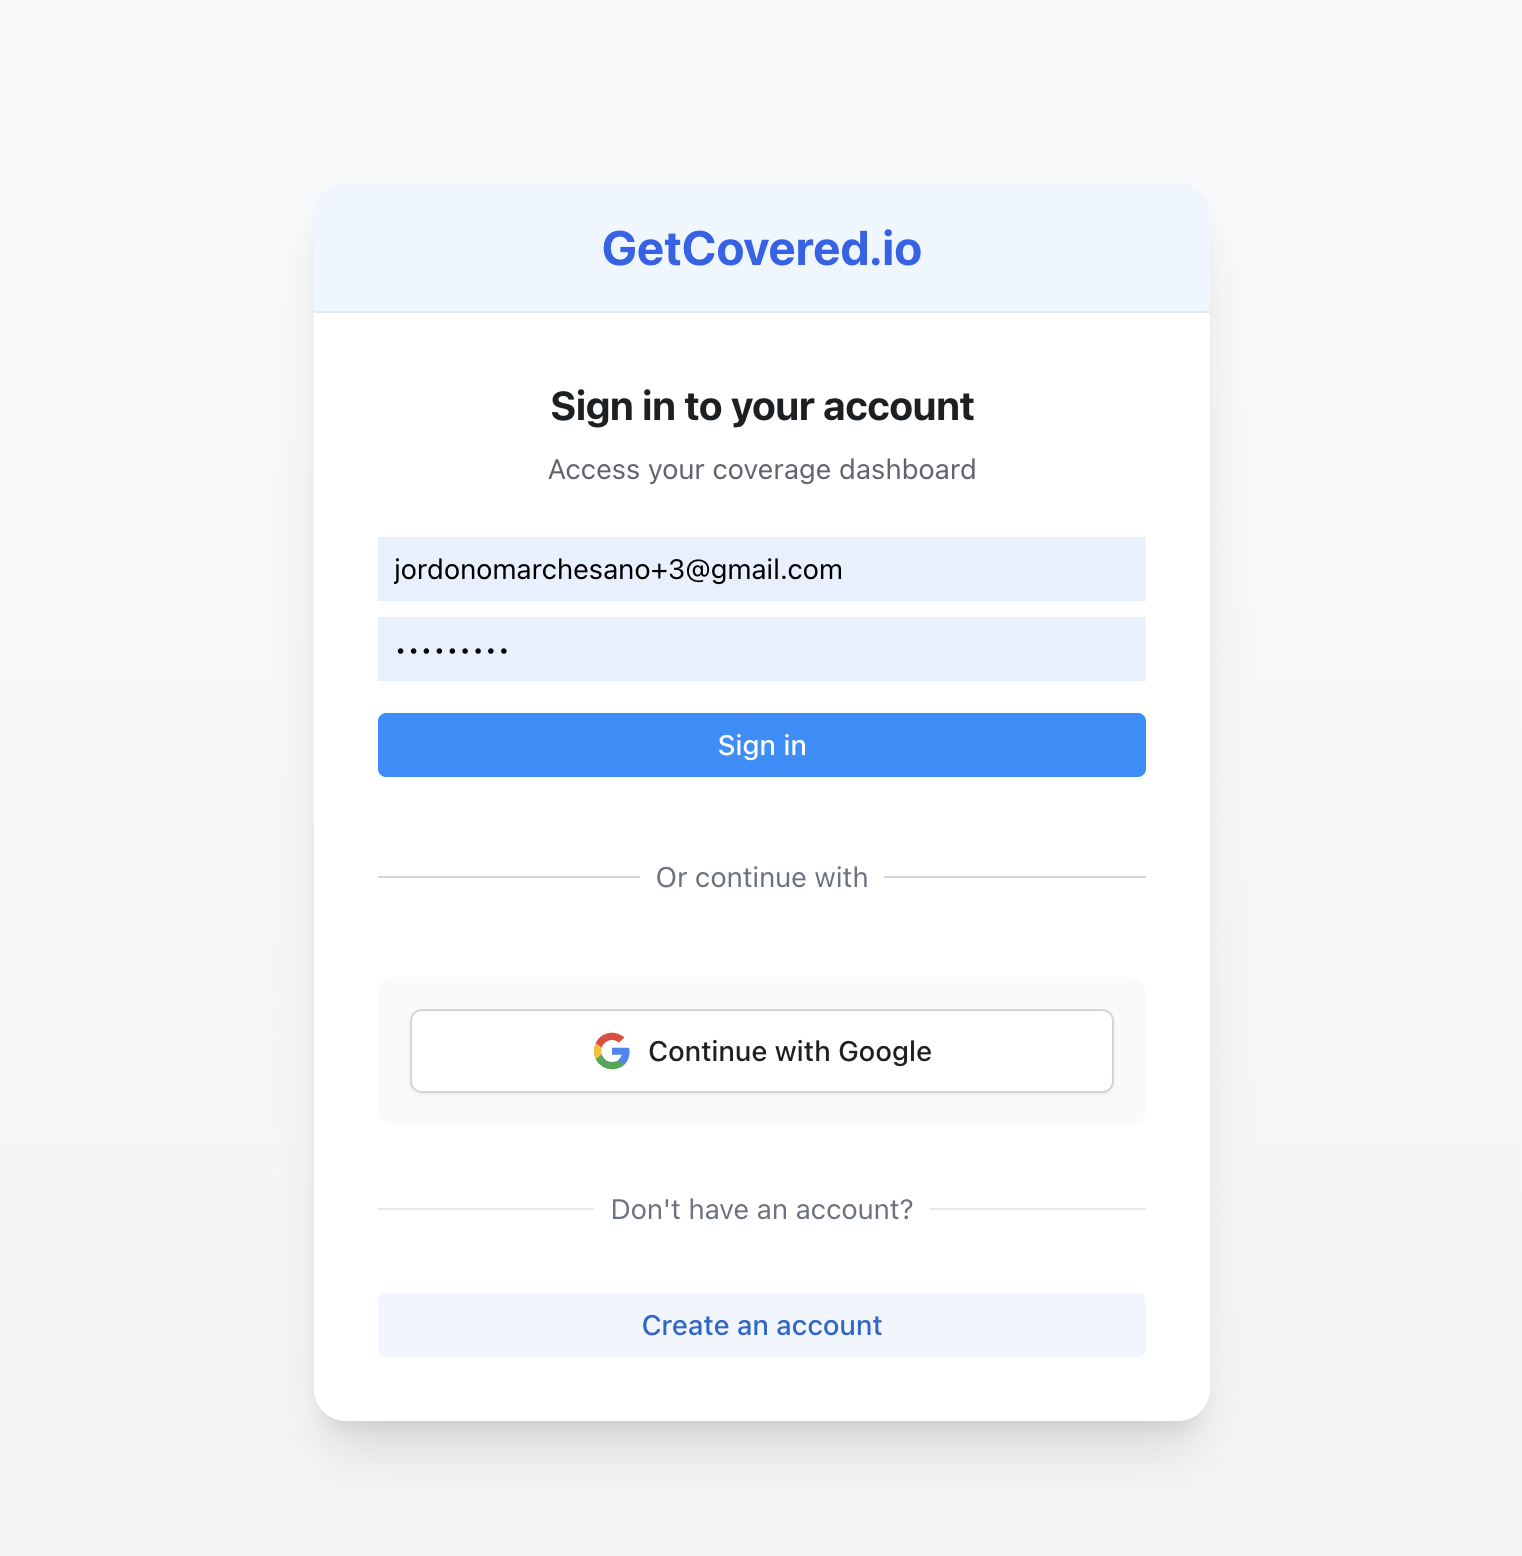 GetCovered.io
Sign in to your account
Access your coverage dashboard
jordonomarchesano+3@gmail.com
•••••••••
Sign in
Or continue with
Continue with Google
Don't have an account?
Create an account